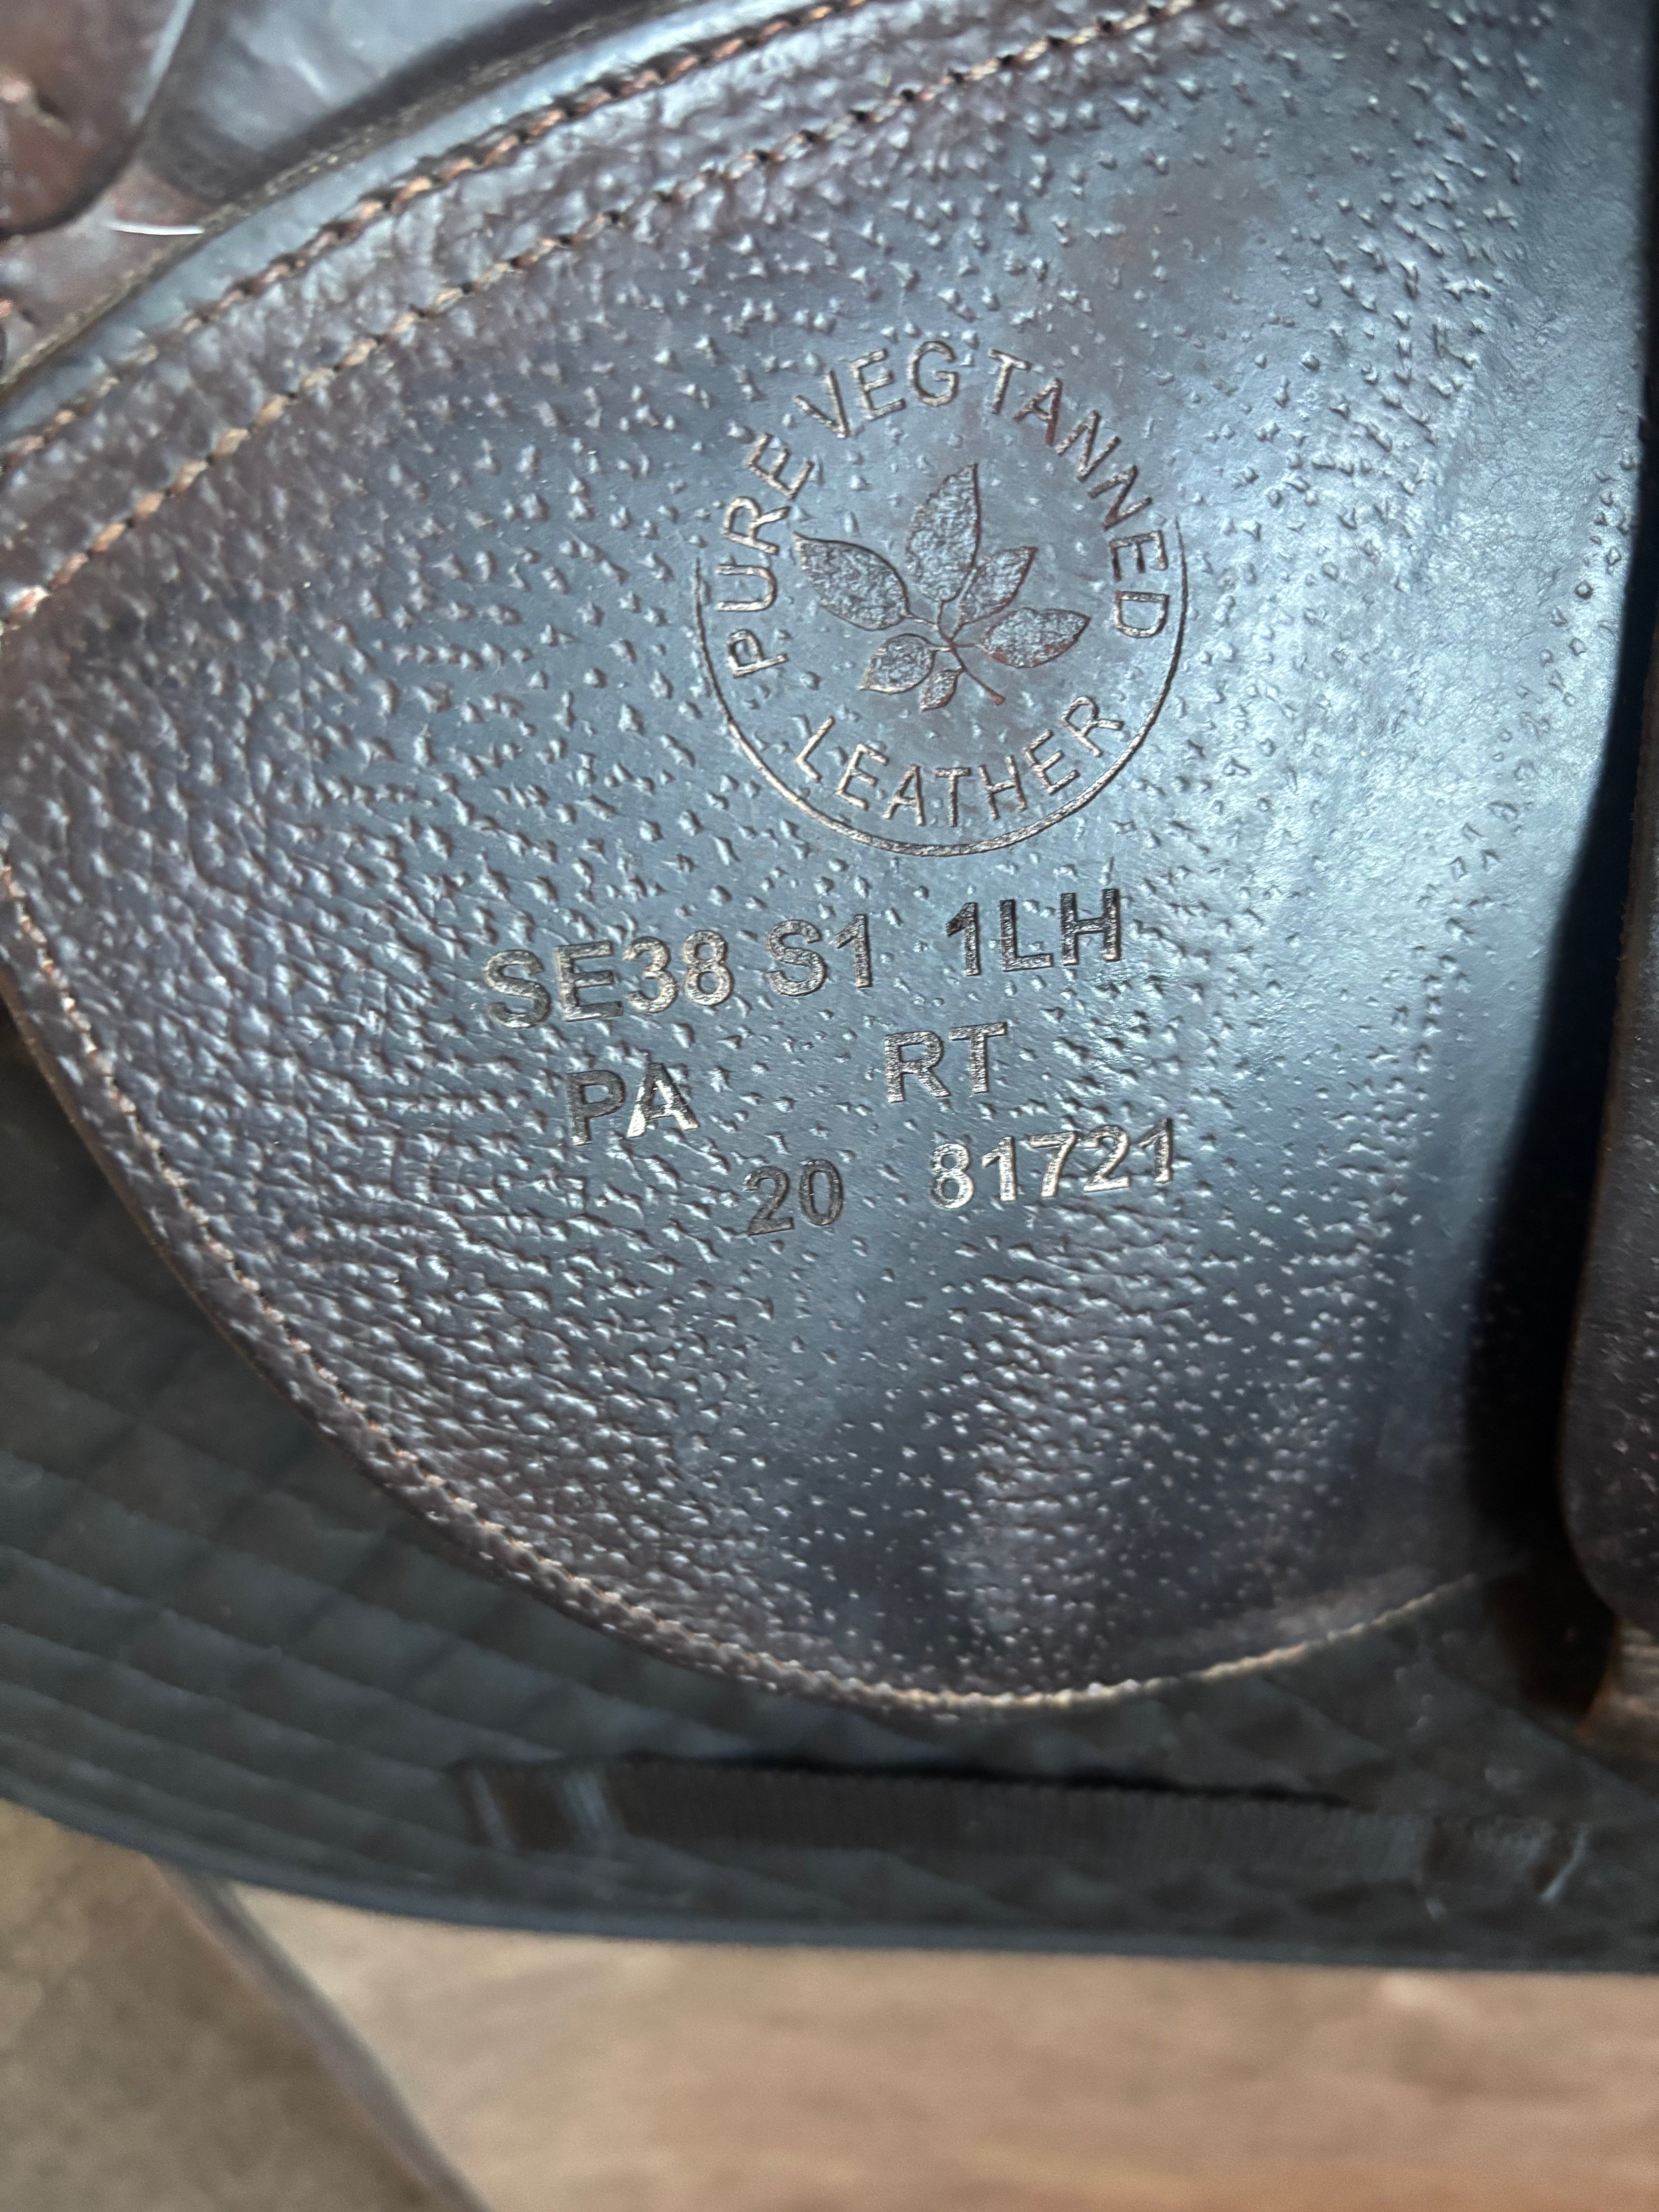 PURE VEG TANNED
LEATHER
SE38 S1 1LH
PA RT
20 81721